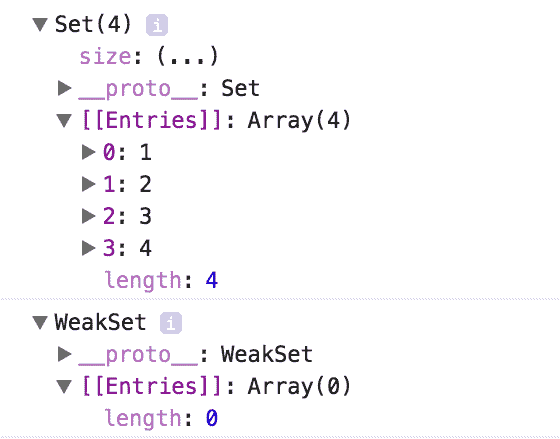 ▼ Set(4) i
size: (...)
▶ __proto__: Set
▼ [[Entries]]: Array(4)
▶ 0: 1
▶ 1: 2
▶ 2: 3
▶ 3: 4
length: 4
▼ WeakSet i
▶ __proto__: WeakSet
▼ [[Entries]]: Array(0)
length: 0